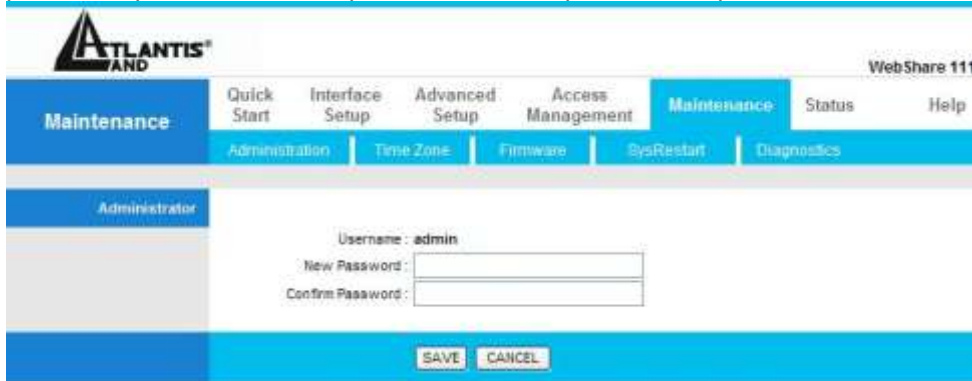 ATLANTIS®
LAND
WebShare 111
Maintenance
Quick Start
Interface Setup
Advanced Setup
Access Management
Maintenance
Status
Help
Administration
Time Zone
Firmware
SysRestart
Diagnostics
Administrator
Username : admin
New Password :
Confirm Password :
SAVE CANCEL